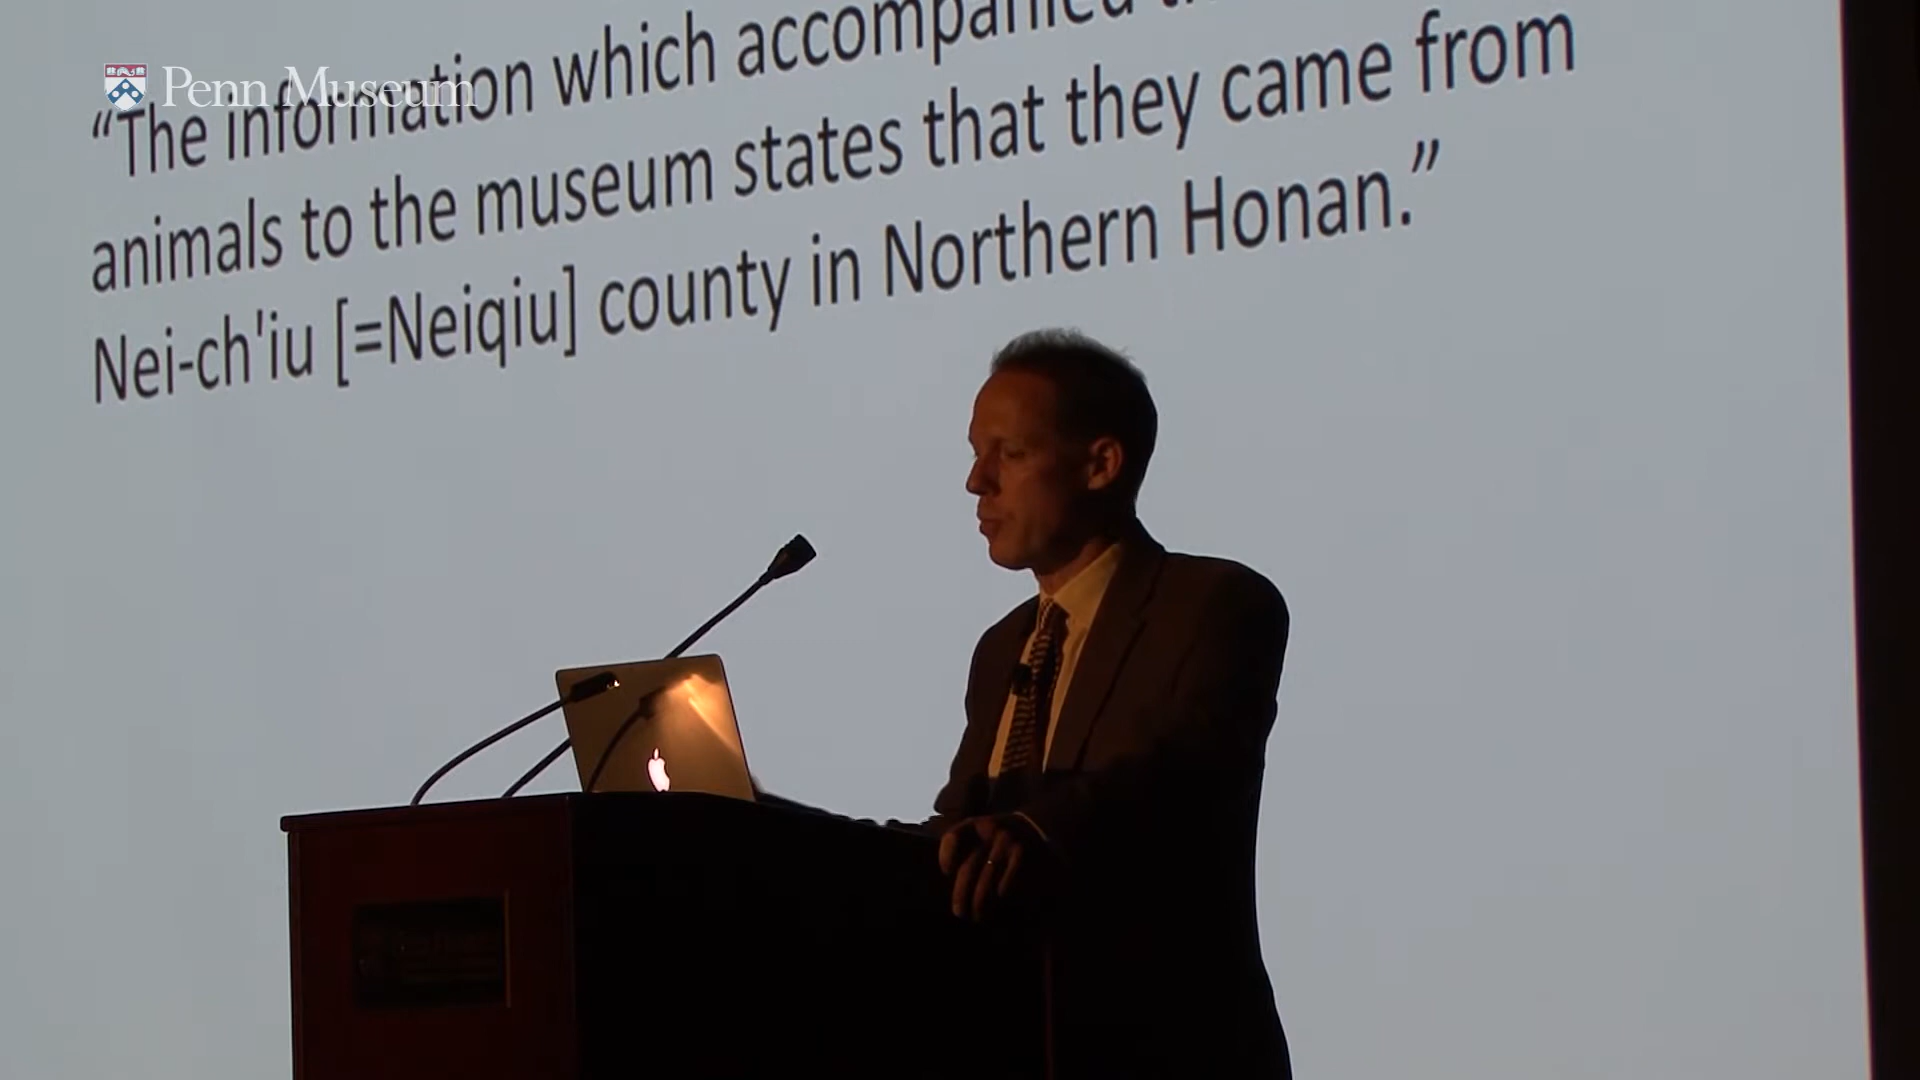 Penn Museum
“The information which accompanied
animals to the museum states that they came from
Nei-ch'iu [=Neiqiu] county in Northern Honan.”